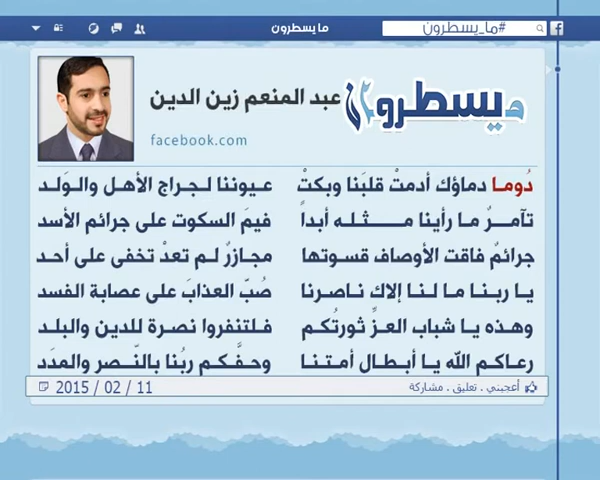 ما يسطرون
#ما_يسطرون
ما يسطرون
عبد المنعم زين الدين
facebook.com
دُوما دماؤك أدمتْ قلبَنا وبكتْ عيوننا لجراح الأهل والوَلد
تآمرٌ ما رأينا مثله أبداً فيمَ السكوت على جرائم الأسد
جرائمٌ فاقت الأوصاف قسوتها مجازرٌ لم تعدْ تخفى على أحد
يا ربنا ما لنا إلاك ناصرنا صُبّ العذابَ على عصابة الفسد
وهذه يا شباب العزِّ ثورتُكم فلتنفروا نصرة للدين والبلد
رعاكم الله يا أبطال أمتنا وحفَّكم ربُنا بالنّصر والمدَد
أعجبني . تعليق . مشاركة
2015 / 02 / 11